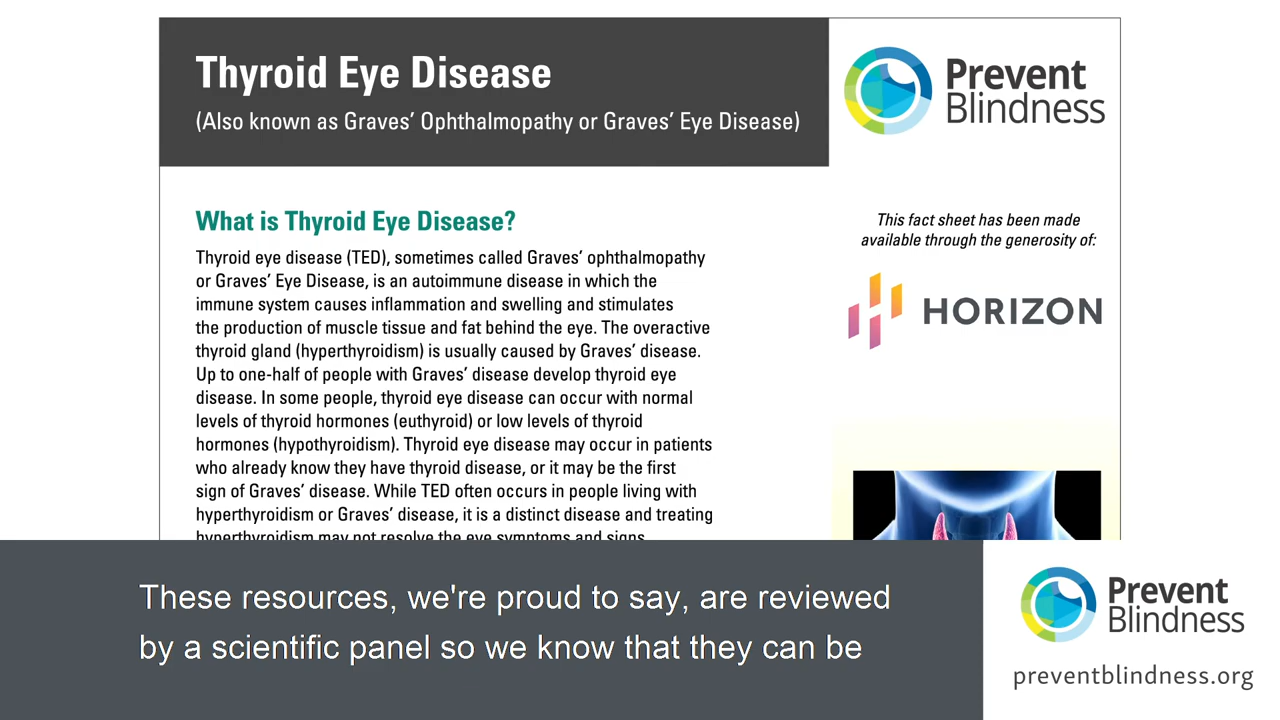 Thyroid Eye Disease
(Also known as Graves’ Ophthalmopathy or Graves’ Eye Disease)
Prevent
Blindness
What is Thyroid Eye Disease?
Thyroid eye disease (TED), sometimes called Graves’ ophthalmopathy
or Graves’ Eye Disease, is an autoimmune disease in which the
immune system causes inflammation and swelling and stimulates
the production of muscle tissue and fat behind the eye. The overactive
thyroid gland (hyperthyroidism) is usually caused by Graves’ disease.
Up to one-half of people with Graves’ disease develop thyroid eye
disease. In some people, thyroid eye disease can occur with normal
levels of thyroid hormones (euthyroid) or low levels of thyroid
hormones (hypothyroidism). Thyroid eye disease may occur in patients
who already know they have thyroid disease, or it may be the first
sign of Graves’ disease. While TED often occurs in people living with
hyperthyroidism or Graves’ disease, it is a distinct disease and treating
hyperthyroidism may not resolve the eye symptoms and signs.
This fact sheet has been made
available through the generosity of:
HORIZON
These resources, we're proud to say, are reviewed
by a scientific panel so we know that they can be
Prevent
Blindness
preventblindness.org